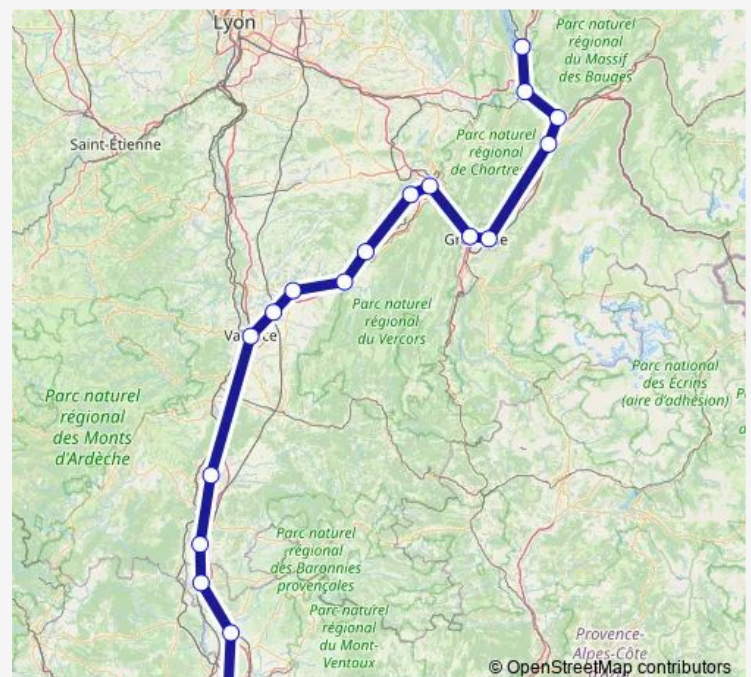 Lyon
Parc naturel
régional
du Massif
des Bauges
Saint-Étienne
Parc naturel
régional
de Chartre
Parc naturel
régional
du Vercors
Parc national
des Écrins
(aire d'adhésion)
Parc naturel
régional
des Monts
d'Ardèche
Parc naturel
régional
des Baronnies
provençales
Parc naturel
régional
du Mont-
Ventoux
Provence-
Alpes-Côte
© OpenStreetMap contributors